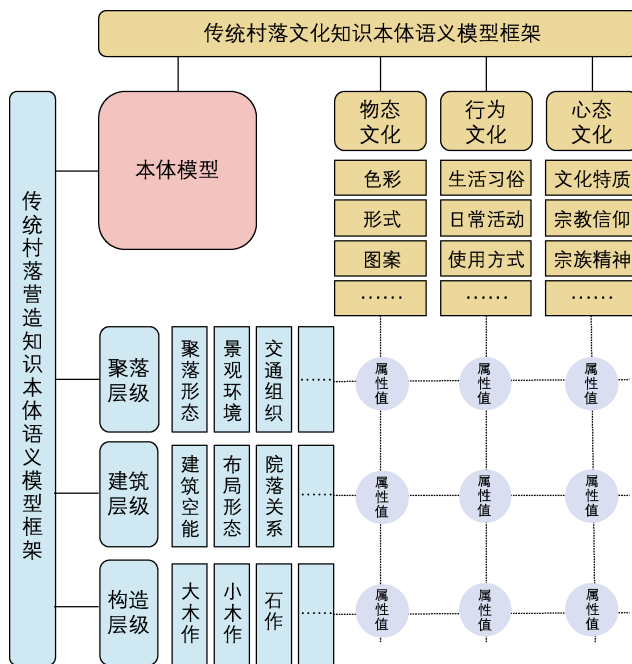 传统村落文化知识本体语义模型框架
本体模型
物态
文化
行为
文化
心态
文化
色彩
生活习俗
文化特质
形式
日常活动
宗教信仰
图案
使用方式
宗族精神
……
……
……
传统村落营造知识本体语义模型框架
聚落
层级
聚落形态
景观环境
交通组织
……
属性值
属性值
属性值
建筑
层级
建筑空能
布局形态
院落关系
……
属性值
属性值
属性值
构造
层级
大木作
小木作
石作
……
属性值
属性值
属性值